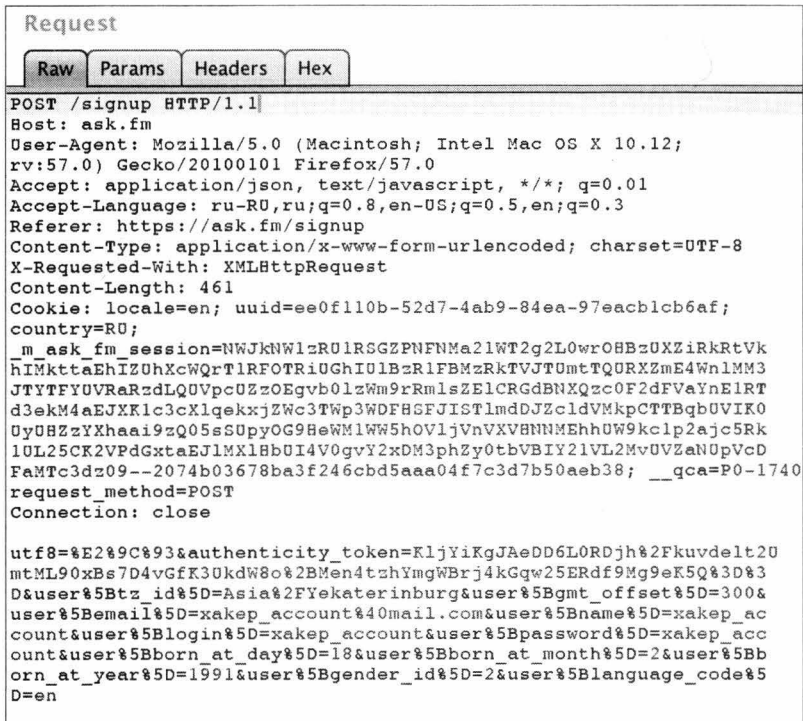 Request
Raw Params Headers Hex
POST /signup HTTP/1.1
Host: ask.fm
User-Agent: Mozilla/5.0 (Macintosh; Intel Mac OS X 10.12;
rv:57.0) Gecko/20100101 Firefox/57.0
Accept: application/json, text/javascript, */*; q=0.01
Accept-Language: ru-RU,ru;q=0.8,en-US;q=0.5,en;q=0.3
Referer: https://ask.fm/signup
Content-Type: application/x-www-form-urlencoded; charset=UTF-8
X-Requested-With: XMLHttpRequest
Content-Length: 461
Cookie: locale=en; uuid=ee0f110b-52d7-4ab9-84ea-97eacb1cb6af;
country=RU;
_m_ask_fm_session=NWJkNW1zRU1RSGZPNFNMa21WT2g2L0wrOHBzUXZiRkRtVk
hIMkttaEhIZUhXcWQrT1RFOTRiUGhIU1BzR1FBMzRkTVJTUmtTQURXZmE4Wn1MM3
JTYTFYUVRaRzdLQUVpcUZzOEgvb01zWm9rRm1sZE1CRGdBNXQzc0F2dFVaYnE1RT
d3ekM4aEJXK1c3cX1qekxjZWc3TWp3WDFHSFJIST1mdDJZc1dVMkpCTTBqbUVIK0
UyUHZzYXhaai9zQ05sSUpyOG9HeWM1WW5hOV1jVnVXVHNNMEhhUW9kc1p2ajc5Rk
1UL25CK2VPdGxtaEJ1MX1HbUI4V0gvY2xDM3phZy0tbVBIY21VL2MvUVZaNUpVcD
FaMTc3dz09--2074b03678ba3f246cbd5aaa04f7c3d7b50aeb38; __qca=P0-1740
request_method=POST
Connection: close
utf8=%E2%9C%93&authenticity_token=KljYiKgJAeDD6L0RDjh%2Fkuvdelt2U
mtML90xBs7D4vGfK3UkdW8o%2BMen4tzhYmgWBrj4kGqw25ERdf9Mg9eK5Q%3D%3
D&user%5Btz_id%5D=Asia%2FYekaterinburg&user%5Bgmt_offset%5D=300&
user%5Bemail%5D=xakep_account%40mail.com&user%5Bname%5D=xakep_ac
count&user%5Blogin%5D=xakep_account&user%5Bpassword%5D=xakep_acc
ount&user%5Bborn_at_day%5D=18&user%5Bborn_at_month%5D=2&user%5Bb
orn_at_year%5D=1991&user%5Bgender_id%5D=2&user%5Blanguage_code%5
D=en